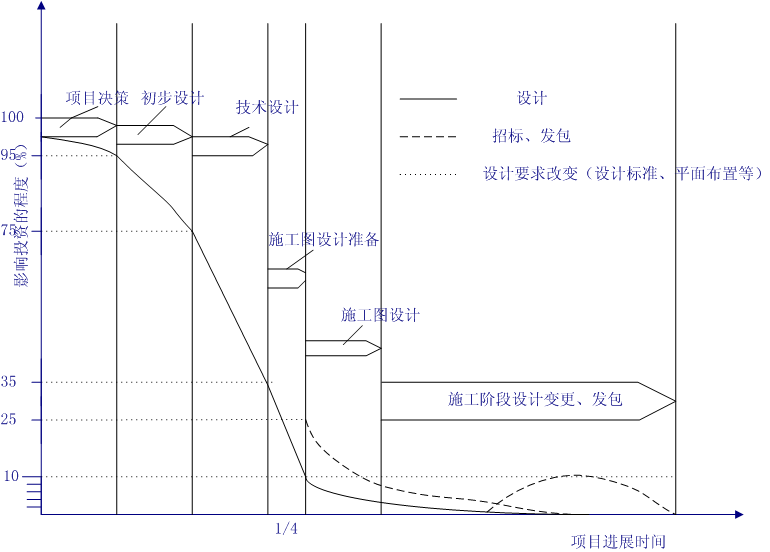 项目决策
初步设计
技术设计
设计
招标、发包
设计要求改变（设计标准、平面布置等）
施工图设计准备
施工图设计
施工阶段设计变更、发包
影响投资的程度（%）
100
95
75
35
25
10
1/4
项目进展时间